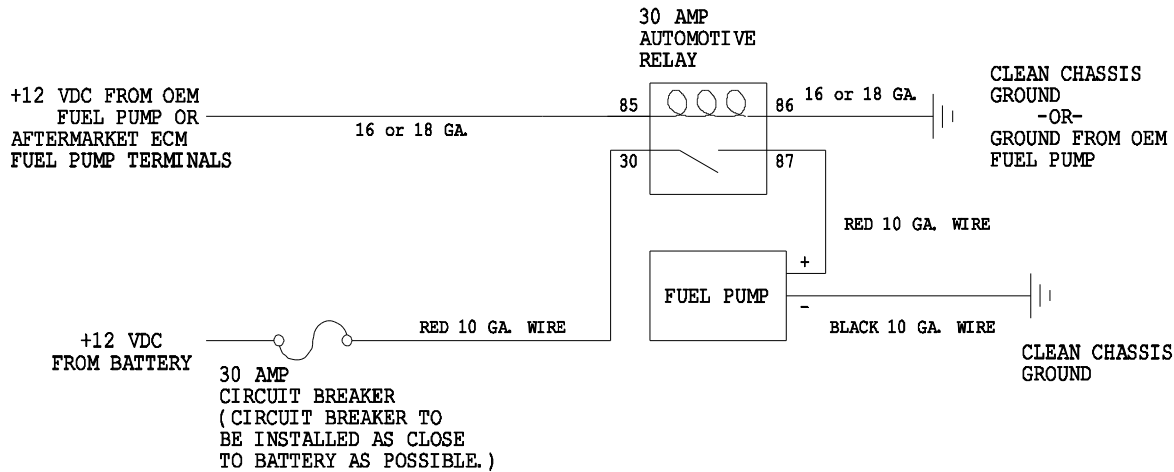 30 AMP
AUTOMOTIVE
RELAY
+12 VDC FROM OEM
FUEL PUMP OR
AFTERMARKET ECM
FUEL PUMP TERMINALS
16 or 18 GA.
85
86
30
87
16 or 18 GA.
CLEAN CHASSIS
GROUND
-OR-
GROUND FROM OEM
FUEL PUMP
RED 10 GA. WIRE
FUEL PUMP
+
-
BLACK 10 GA. WIRE
CLEAN CHASSIS
GROUND
+12 VDC
FROM BATTERY
RED 10 GA. WIRE
30 AMP
CIRCUIT BREAKER
(CIRCUIT BREAKER TO
BE INSTALLED AS CLOSE
TO BATTERY AS POSSIBLE.)